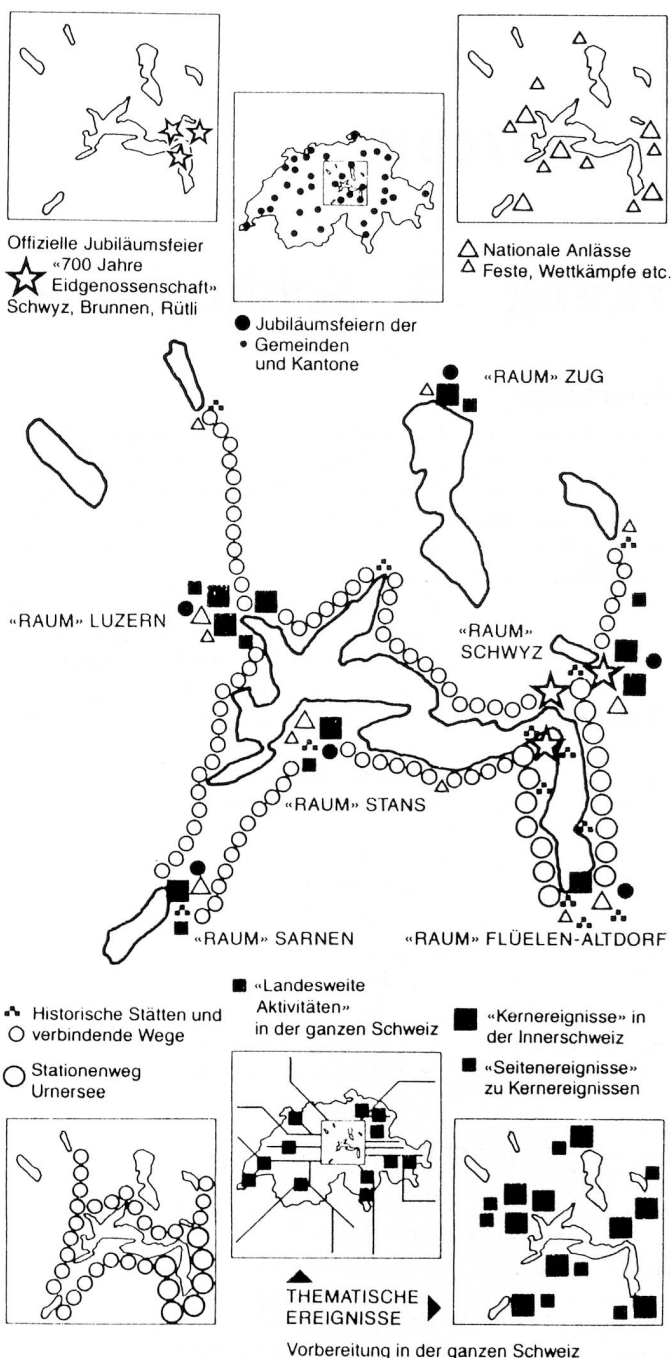 Offizielle Jubiläumsfeier
«700 Jahre
Eidgenossenschaft»
Schwyz, Brunnen, Rütli
Jubiläumsfeiern der
Gemeinden
und Kantone
Nationale Anlässe
Feste, Wettkämpfe etc.
«RAUM» ZUG
«RAUM» LUZERN
«RAUM»
SCHWYZ
«RAUM» STANS
«RAUM» SARNEN
«RAUM» FLÜELEN-ALTDORF
Historische Stätten und
verbindende Wege
Stationenweg
Urnersee
«Landesweite
Aktivitäten»
in der ganzen Schweiz
«Kernereignisse» in
der Innerschweiz
«Seitenereignisse»
zu Kernereignissen
THEMATISCHE
EREIGNISSE
Vorbereitung in der ganzen Schweiz